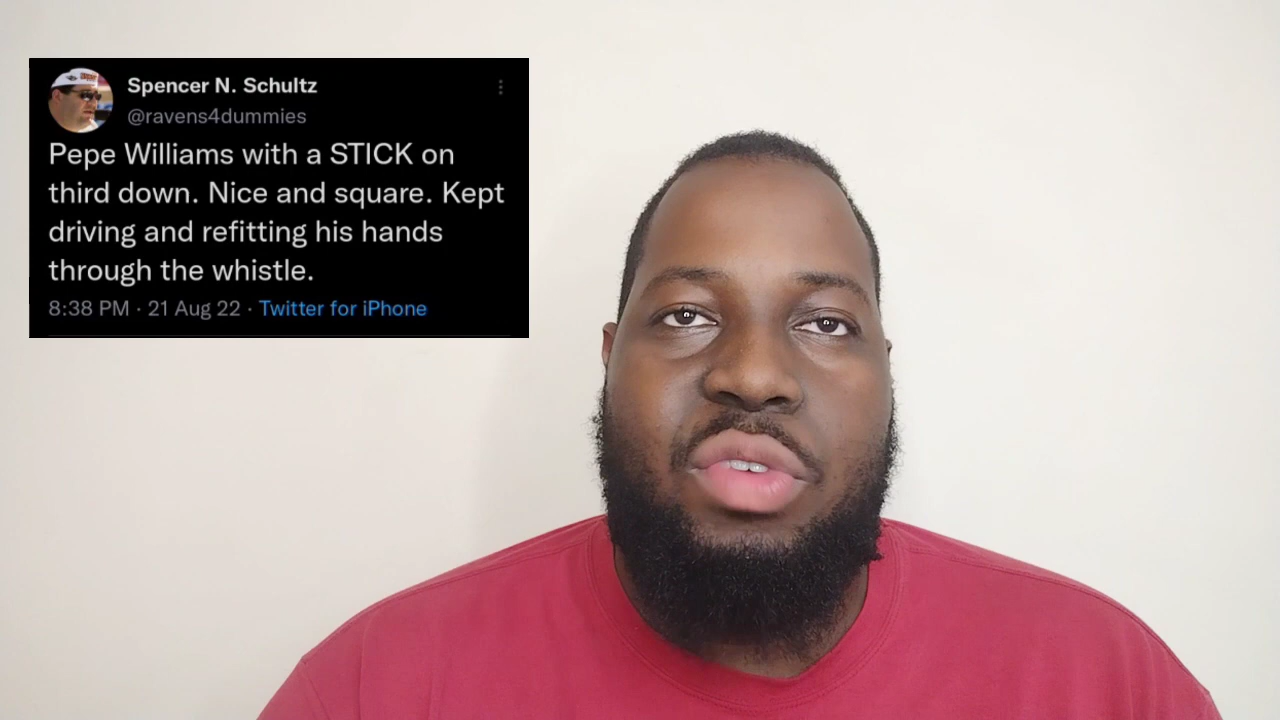 Spencer N. Schultz
@ravens4dummies
Pepe Williams with a STICK on
third down. Nice and square. Kept
driving and refitting his hands
through the whistle.
8:38 PM · 21 Aug 22 · Twitter for iPhone